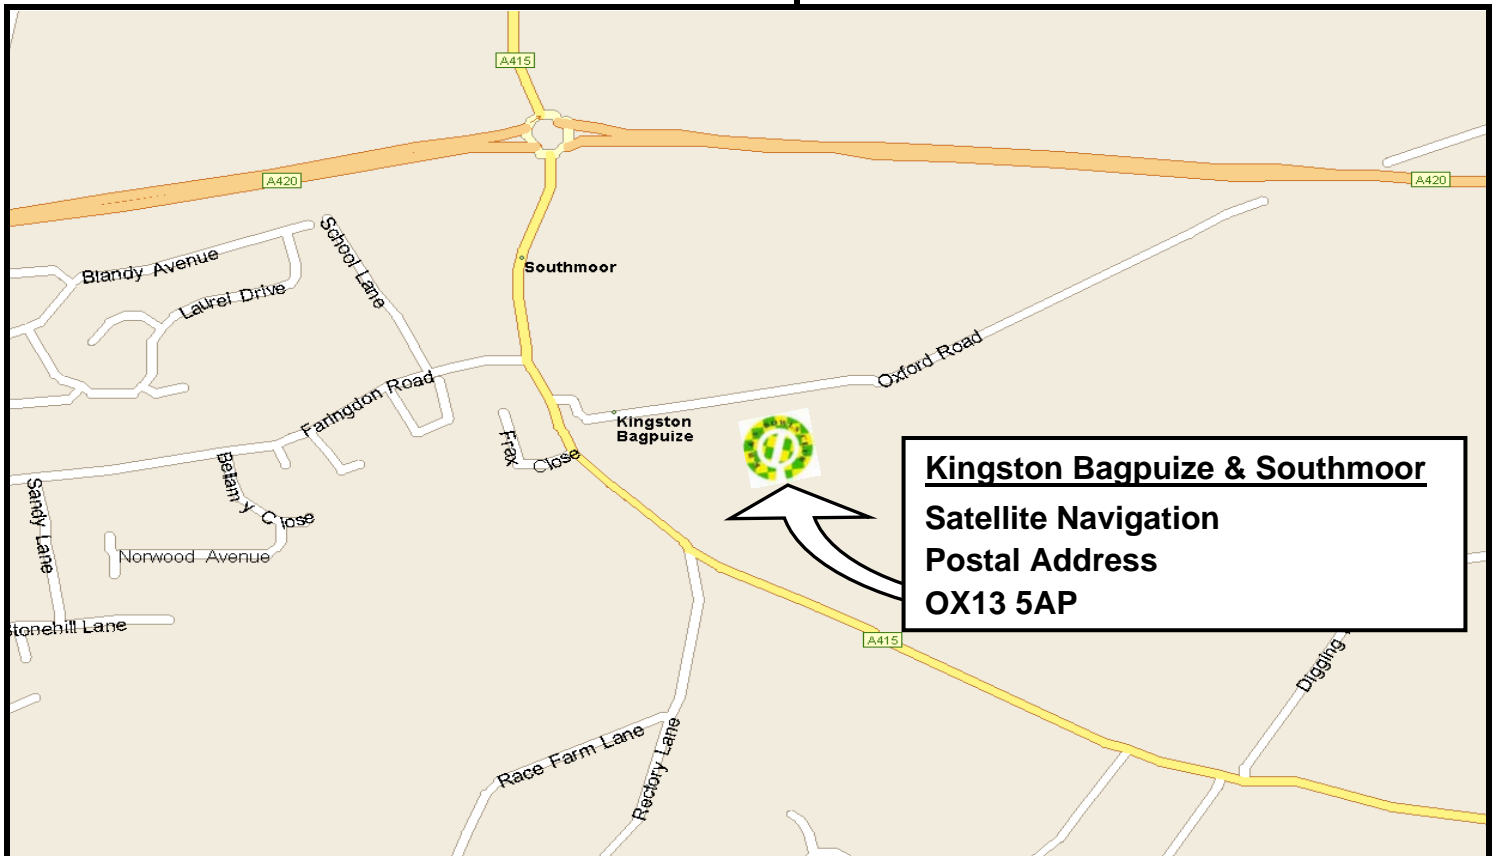 A415
A420
A420
School Lane
Blandy Avenue
Southmoor
Laurel Drive
Oxford Road
Faringdon Road
Kingston
Bagpuize
Frax Close
Kingston Bagpuize & Southmoor
Satellite Navigation
Postal Address
OX13 5AP
Bellamy Close
Sandy Lane
Norwood Avenue
Stonehill Lane
A415
Digging
Race Farm Lane
Rectory Lane